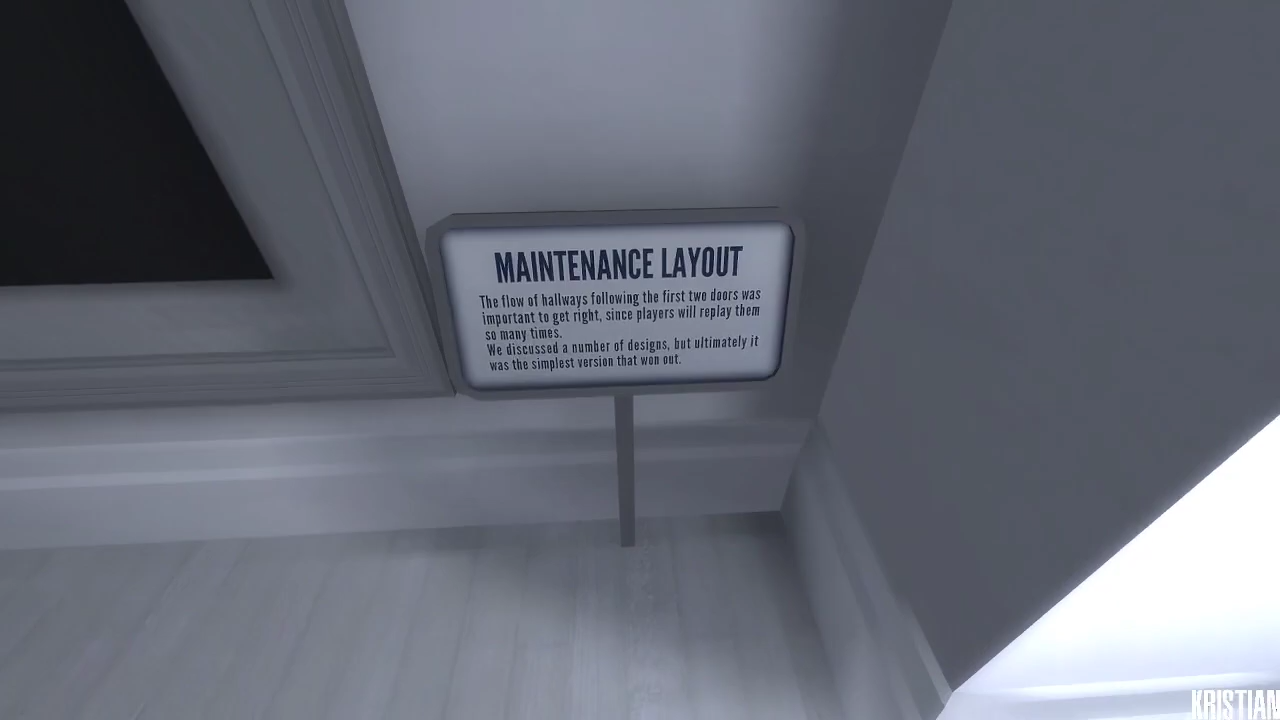 MAINTENANCE LAYOUT
The flow of hallways following the first two doors was
important to get right, since players will replay them
so many times.
We discussed a number of designs, but ultimately it
was the simplest version that won out.
KRISTIAN